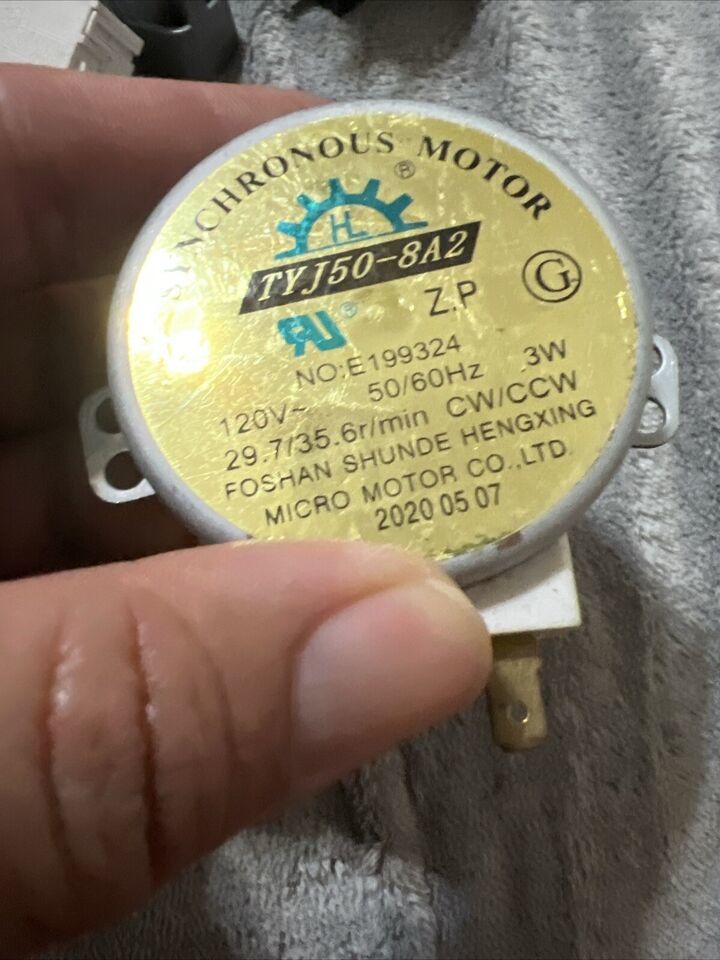 SYNCHRONOUS MOTOR
®
HL
TYJ50-8A2
Z.P
G
RU®
NO:E199324
120V~ 50/60Hz 3W
29.7/35.6r/min CW/CCW
FOSHAN SHUNDE HENGXING
MICRO MOTOR CO.,LTD.
2020 05 07